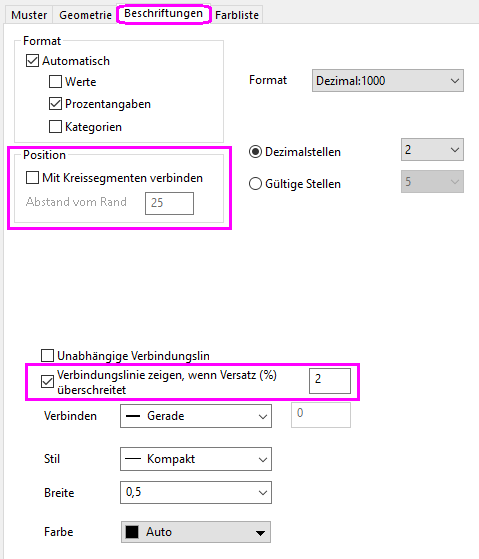 Muster Geometrie Beschriftungen Farbliste
Format
Automatisch
Werte
Prozentangaben
Kategorien
Format Dezimal:1000
Position
Mit Kreissegmenten verbinden
Abstand vom Rand 25
Dezimalstellen 2
Gültige Stellen 5
Unabhängige Verbindungslin
Verbindungslinie zeigen, wenn Versatz (%)
überschreitet
2
Verbinden Gerade 0
Stil Kompakt
Breite 0,5
Farbe Auto